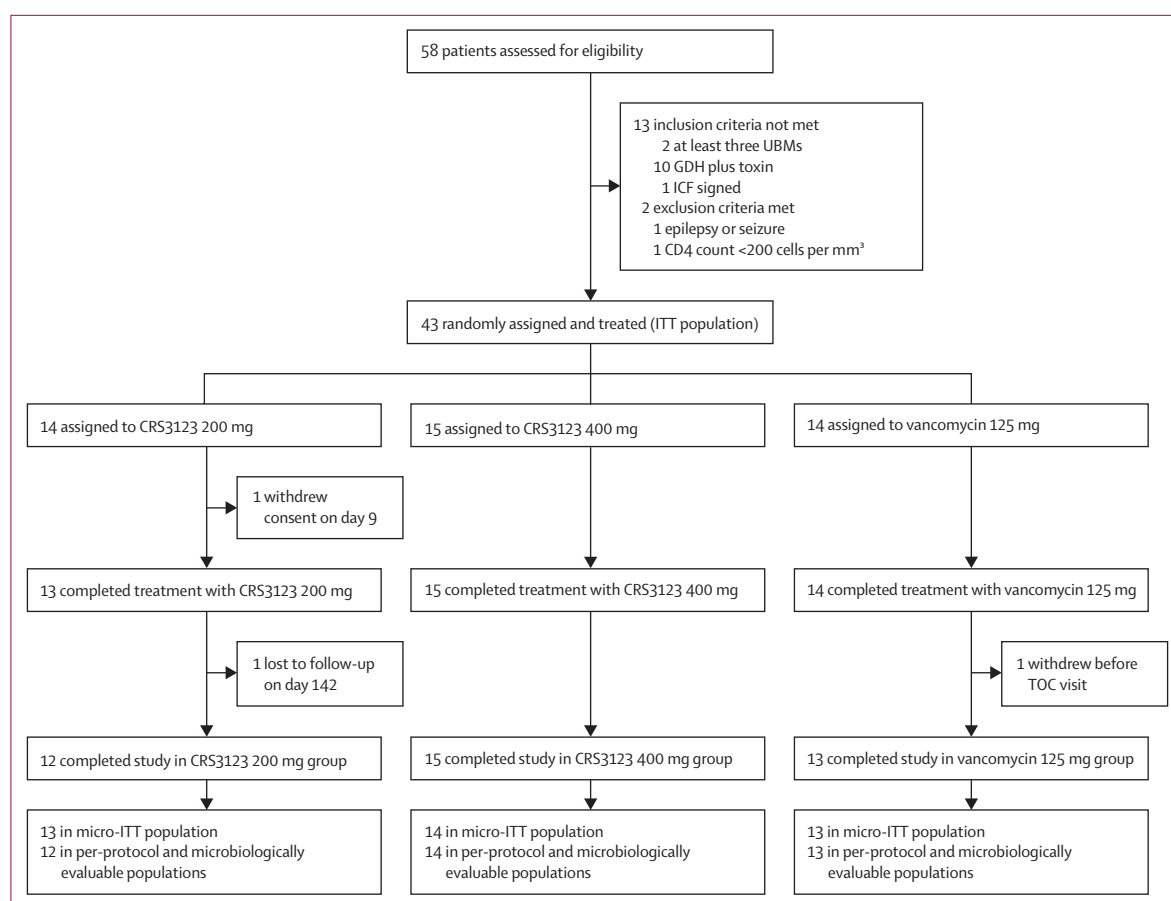 58 patients assessed for eligibility
13 inclusion criteria not met
2 at least three UBMs
10 GDH plus toxin
1 ICF signed
2 exclusion criteria met
1 epilepsy or seizure
1 CD4 count <200 cells per mm³
43 randomly assigned and treated (ITT population)
14 assigned to CRS3123 200 mg
15 assigned to CRS3123 400 mg
14 assigned to vancomycin 125 mg
1 withdrew
consent on day 9
13 completed treatment with CRS3123 200 mg
15 completed treatment with CRS3123 400 mg
14 completed treatment with vancomycin 125 mg
1 lost to follow-up
on day 142
1 withdrew before
TOC visit
12 completed study in CRS3123 200 mg group
15 completed study in CRS3123 400 mg group
13 completed study in vancomycin 125 mg group
13 in micro-ITT population
12 in per-protocol and microbiologically
evaluable populations
14 in micro-ITT population
14 in per-protocol and microbiologically
evaluable populations
13 in micro-ITT population
13 in per-protocol and microbiologically
evaluable populations